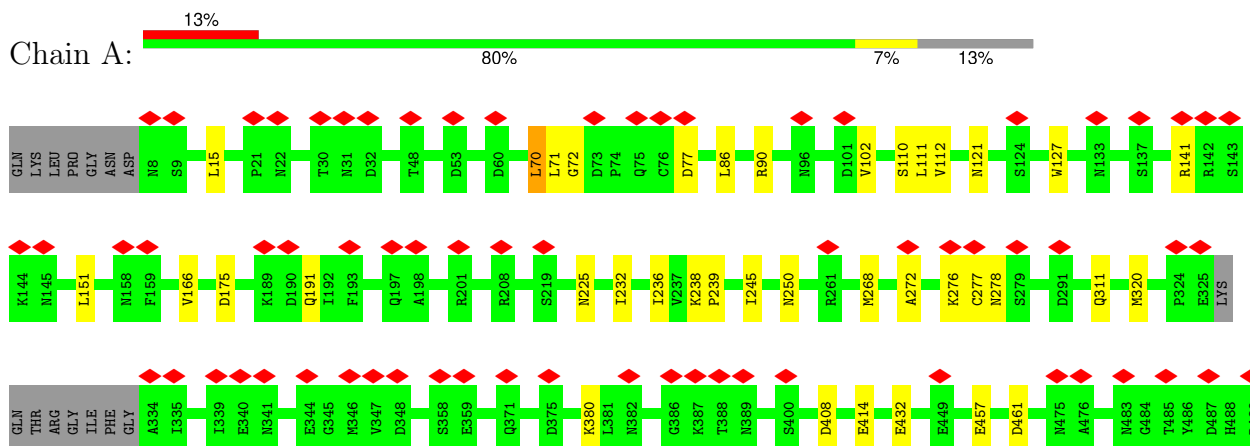 13%
Chain A:
80% 7% 13%
GLN LYS LEU PRO GLY ASN ASP N8 S9 L15 P21 N22 T30 N31 D32 T48 D53 D60 L70 L71 G72 D73 P74 Q75 C76 D77 L86 R90 N96 D101 V102 S110 L111 V112 N121 S124 W127 N133 S137 R141 R142 S143
K144 N145 L151 N158 F159 V166 D175 K189 D190 Q191 I192 F193 Q197 A198 R201 R208 S219 N225 I232 I236 V237 K238 P239 I245 N250 R261 M268 A272 K276 C277 N278 S279 D291 Q311 M320 P324 E325 LYS
GLN THR ARG GLY ILE PHE GLY A334 I335 I339 E340 N341 E344 G345 M346 V347 D348 S358 E359 Q371 D375 K380 L381 N382 G386 K387 T388 N389 S400 D408 E414 E432 E449 E457 D461 N475 A476 N483 G484 T485 Y486 D487 H488